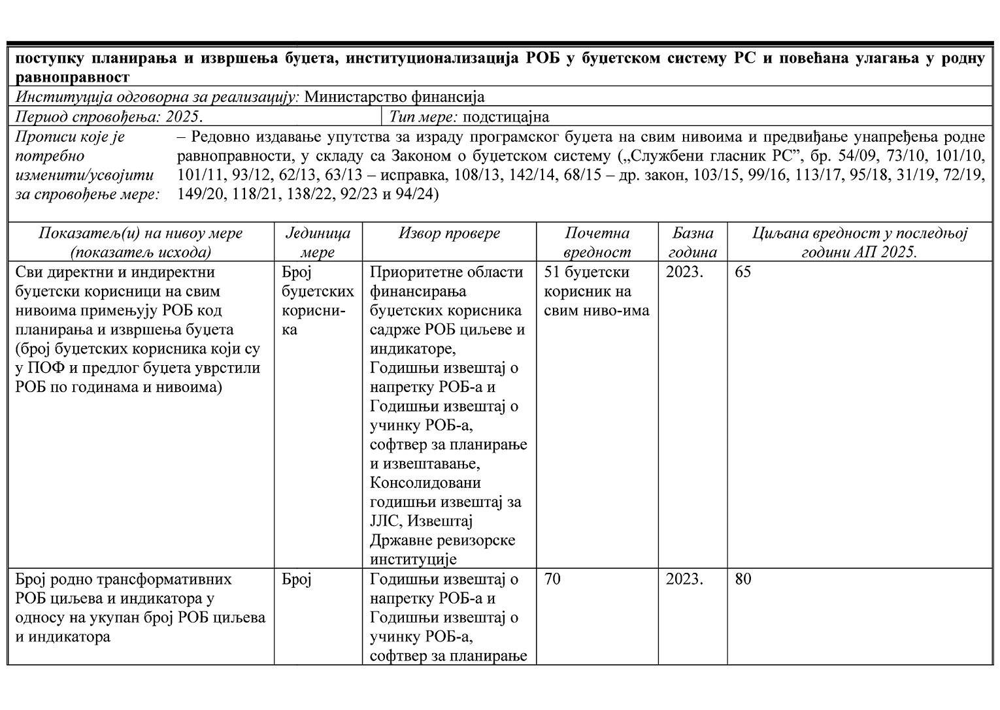 поступку планирања и извршења буџета, институционализација РОБ у буџетском систему РС и повећана улагања у родну
равноправност
Институција одговорна за реализацију: Министарство финансија
Период спровођења: 2025.
Тип мере: подстицајна
Прописи које је
потребно
изменити/усвојити
за спровођење мере:
– Редовно издавање упутства за израду програмског буџета на свим нивоима и предвиђање унапређења родне
равноправности, у складу са Законом о буџетском систему („Службени гласник РС”, бр. 54/09, 73/10, 101/10,
101/11, 93/12, 62/13, 63/13 – исправка, 108/13, 142/14, 68/15 – др. закон, 103/15, 99/16, 113/17, 95/18, 31/19, 72/19,
149/20, 118/21, 138/22, 92/23 и 94/24)
Показатељ(и) на нивоу мере
(показатељ исхода)
Јединица
мере
Извор провере
Почетна
вредност
Базна
година
Циљана вредност у последњој
години АП 2025.
Сви директни и индиректни
буџетски корисници на свим
нивоима примењују РОБ код
планирања и извршења буџета
(број буџетских корисника који су
у ПОФ и предлог буџета уврстили
РОБ по годинама и нивоима)
Број
буџетских
корисни-
ка
Приоритетне области
финансирања
буџетских корисника
садрже РОБ циљеве и
индикаторе,
Годишњи извештај о
напретку РОБ-а и
Годишњи извештај о
учинку РОБ-а,
софтвер за планирање
и извештавање,
Консолидовани
годишњи извештај за
ЈЛС, Извештај
Државне ревизорске
институције
51 буџетски
корисник на
свим ниво-има
2023.
65
Број родно трансформативних
РОБ циљева и индикатора у
односу на укупан број РОБ циљева
и индикатора
Број
Годишњи извештај о
напретку РОБ-а и
Годишњи извештај о
учинку РОБ-а,
софтвер за планирање
70
2023.
80